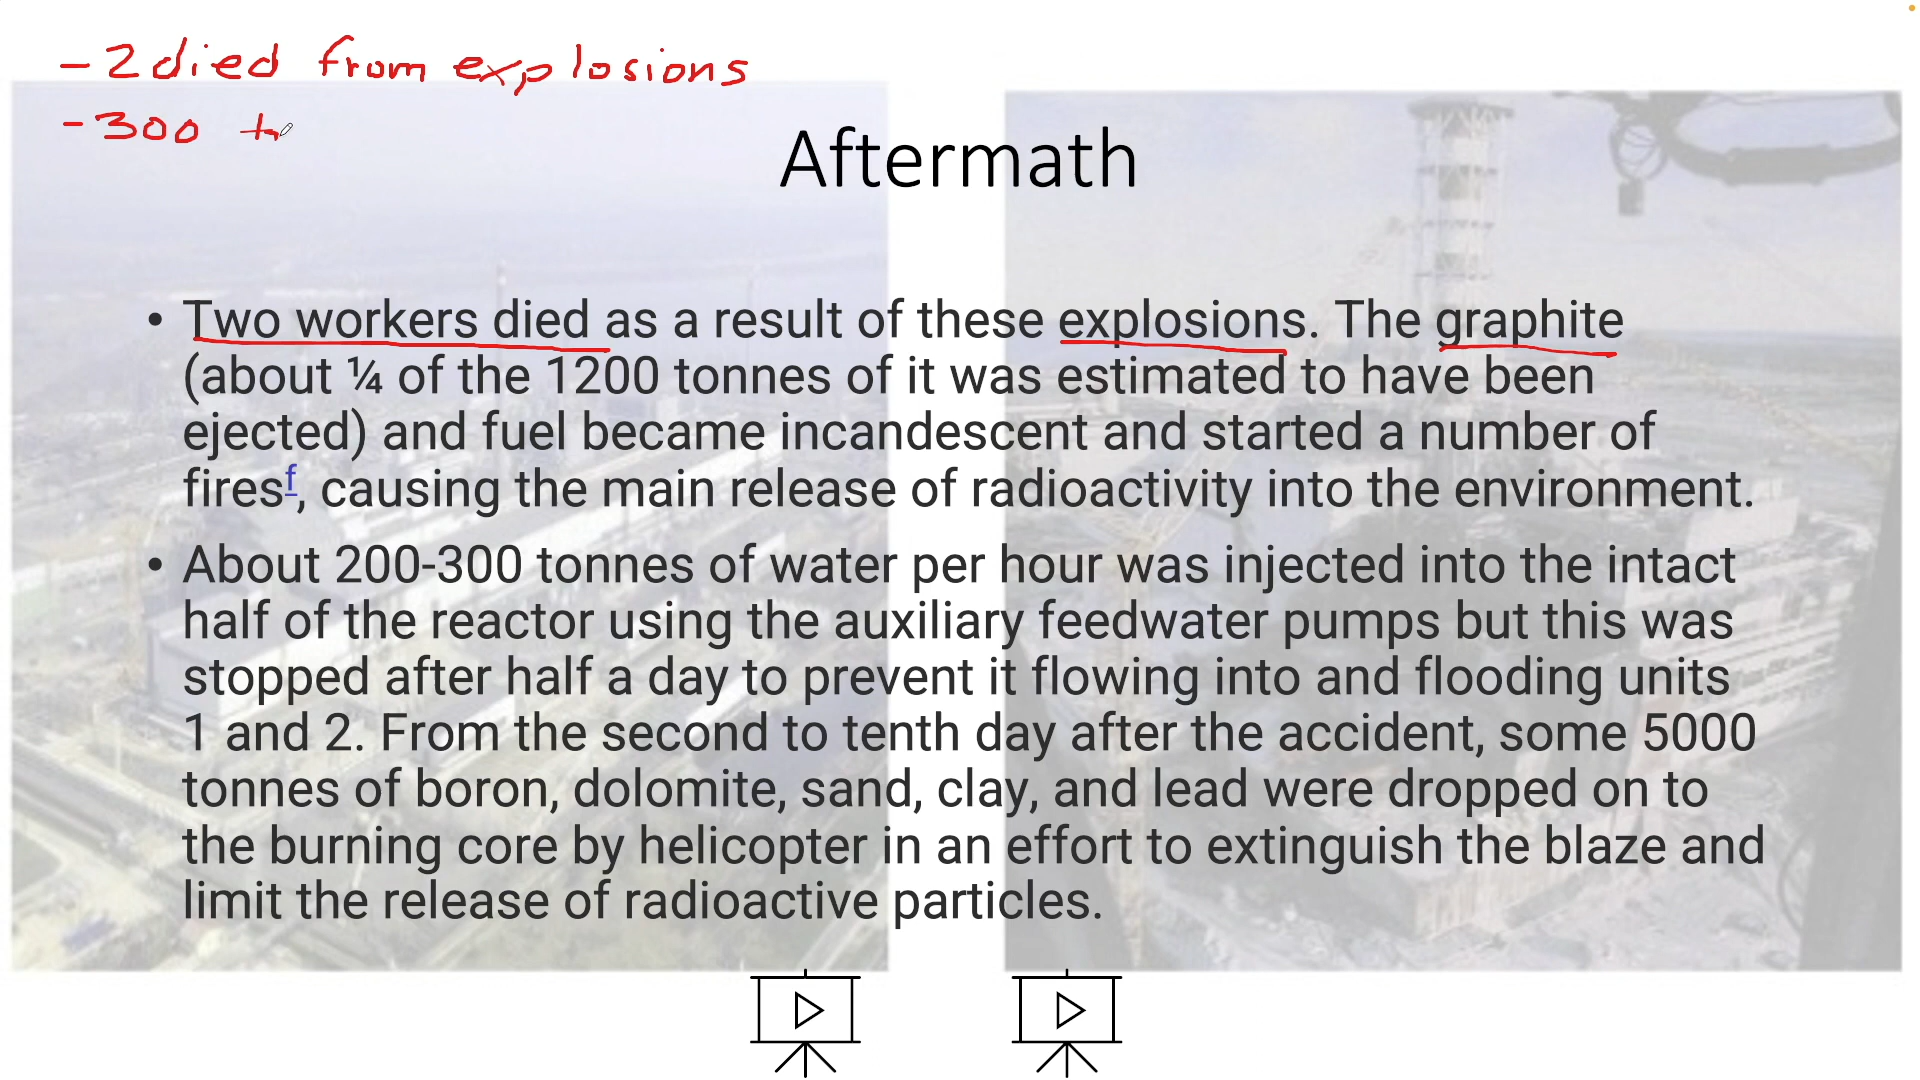 - 2 died from explosions
- 300
Aftermath
• Two workers died as a result of these explosions. The graphite
(about ¼ of the 1200 tonnes of it was estimated to have been
ejected) and fuel became incandescent and started a number of
firesf, causing the main release of radioactivity into the environment.
• About 200-300 tonnes of water per hour was injected into the intact
half of the reactor using the auxiliary feedwater pumps but this was
stopped after half a day to prevent it flowing into and flooding units
1 and 2. From the second to tenth day after the accident, some 5000
tonnes of boron, dolomite, sand, clay, and lead were dropped on to
the burning core by helicopter in an effort to extinguish the blaze and
limit the release of radioactive particles.